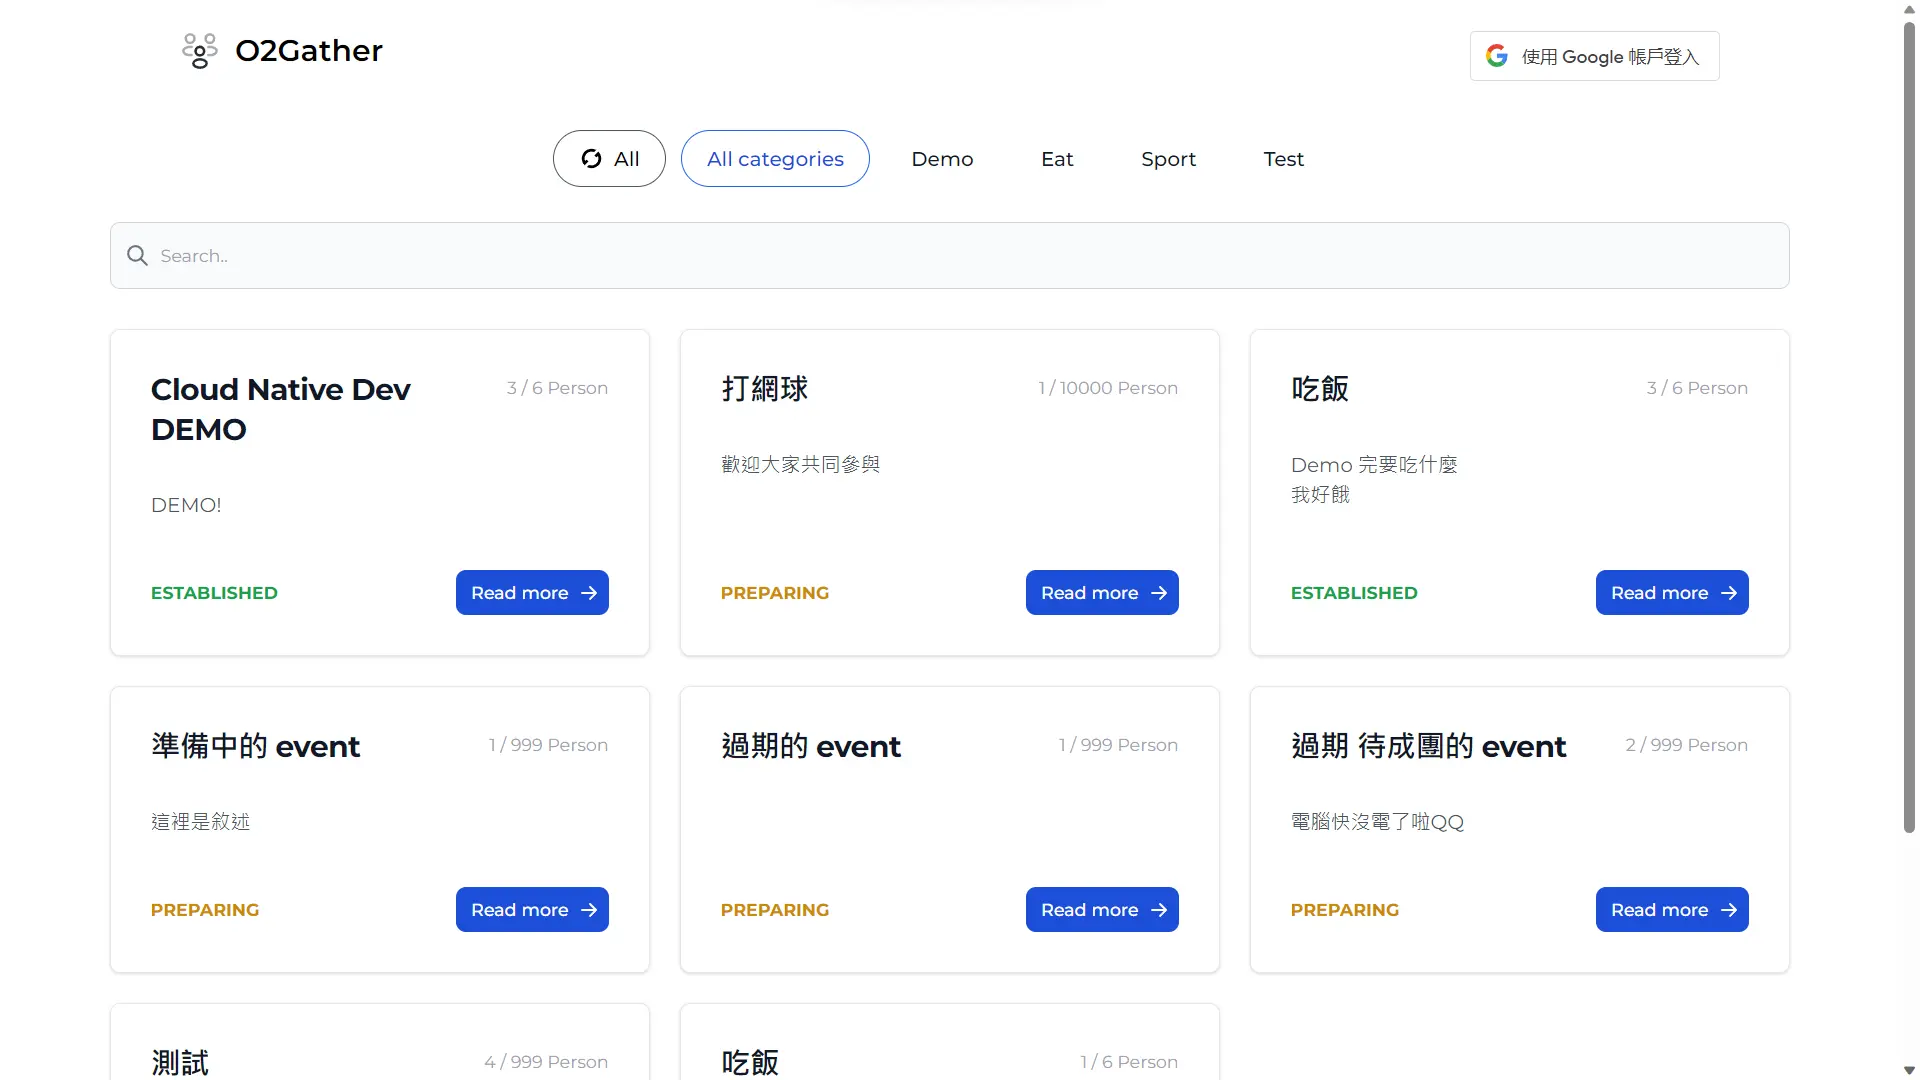 O2Gather
使用 Google 帳戶登入
All
All categories
Demo
Eat
Sport
Test
Search..
Cloud Native Dev
DEMO
3 / 6 Person
DEMO!
ESTABLISHED
Read more
打網球
1 / 10000 Person
歡迎大家共同參與
PREPARING
Read more
吃飯
3 / 6 Person
Demo 完要吃什麼
我好餓
ESTABLISHED
Read more
準備中的 event
1 / 999 Person
這裡是敘述
PREPARING
Read more
過期的 event
1 / 999 Person
PREPARING
Read more
過期 待成團的 event
2 / 999 Person
電腦快沒電了啦QQ
PREPARING
Read more
測試
4 / 999 Person
吃飯
1 / 6 Person